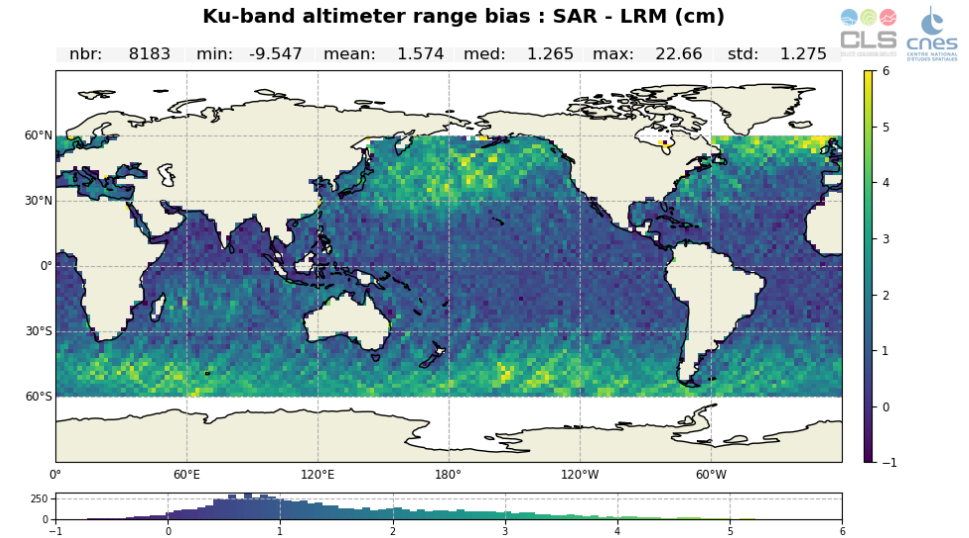 Ku-band altimeter range bias : SAR - LRM (cm)
CLS
cnes
CENTRE NATIONAL
D'ÉTUDES SPATIALES
nbr: 8183 min: -9.547 mean: 1.574 med: 1.265 max: 22.66 std: 1.275
6
5
4
3
2
1
0
−1
60°N
30°N
0°
30°S
60°S
0° 60°E 120°E 180° 120°W 60°W
250
0
−1 0 1 2 3 4 5 6